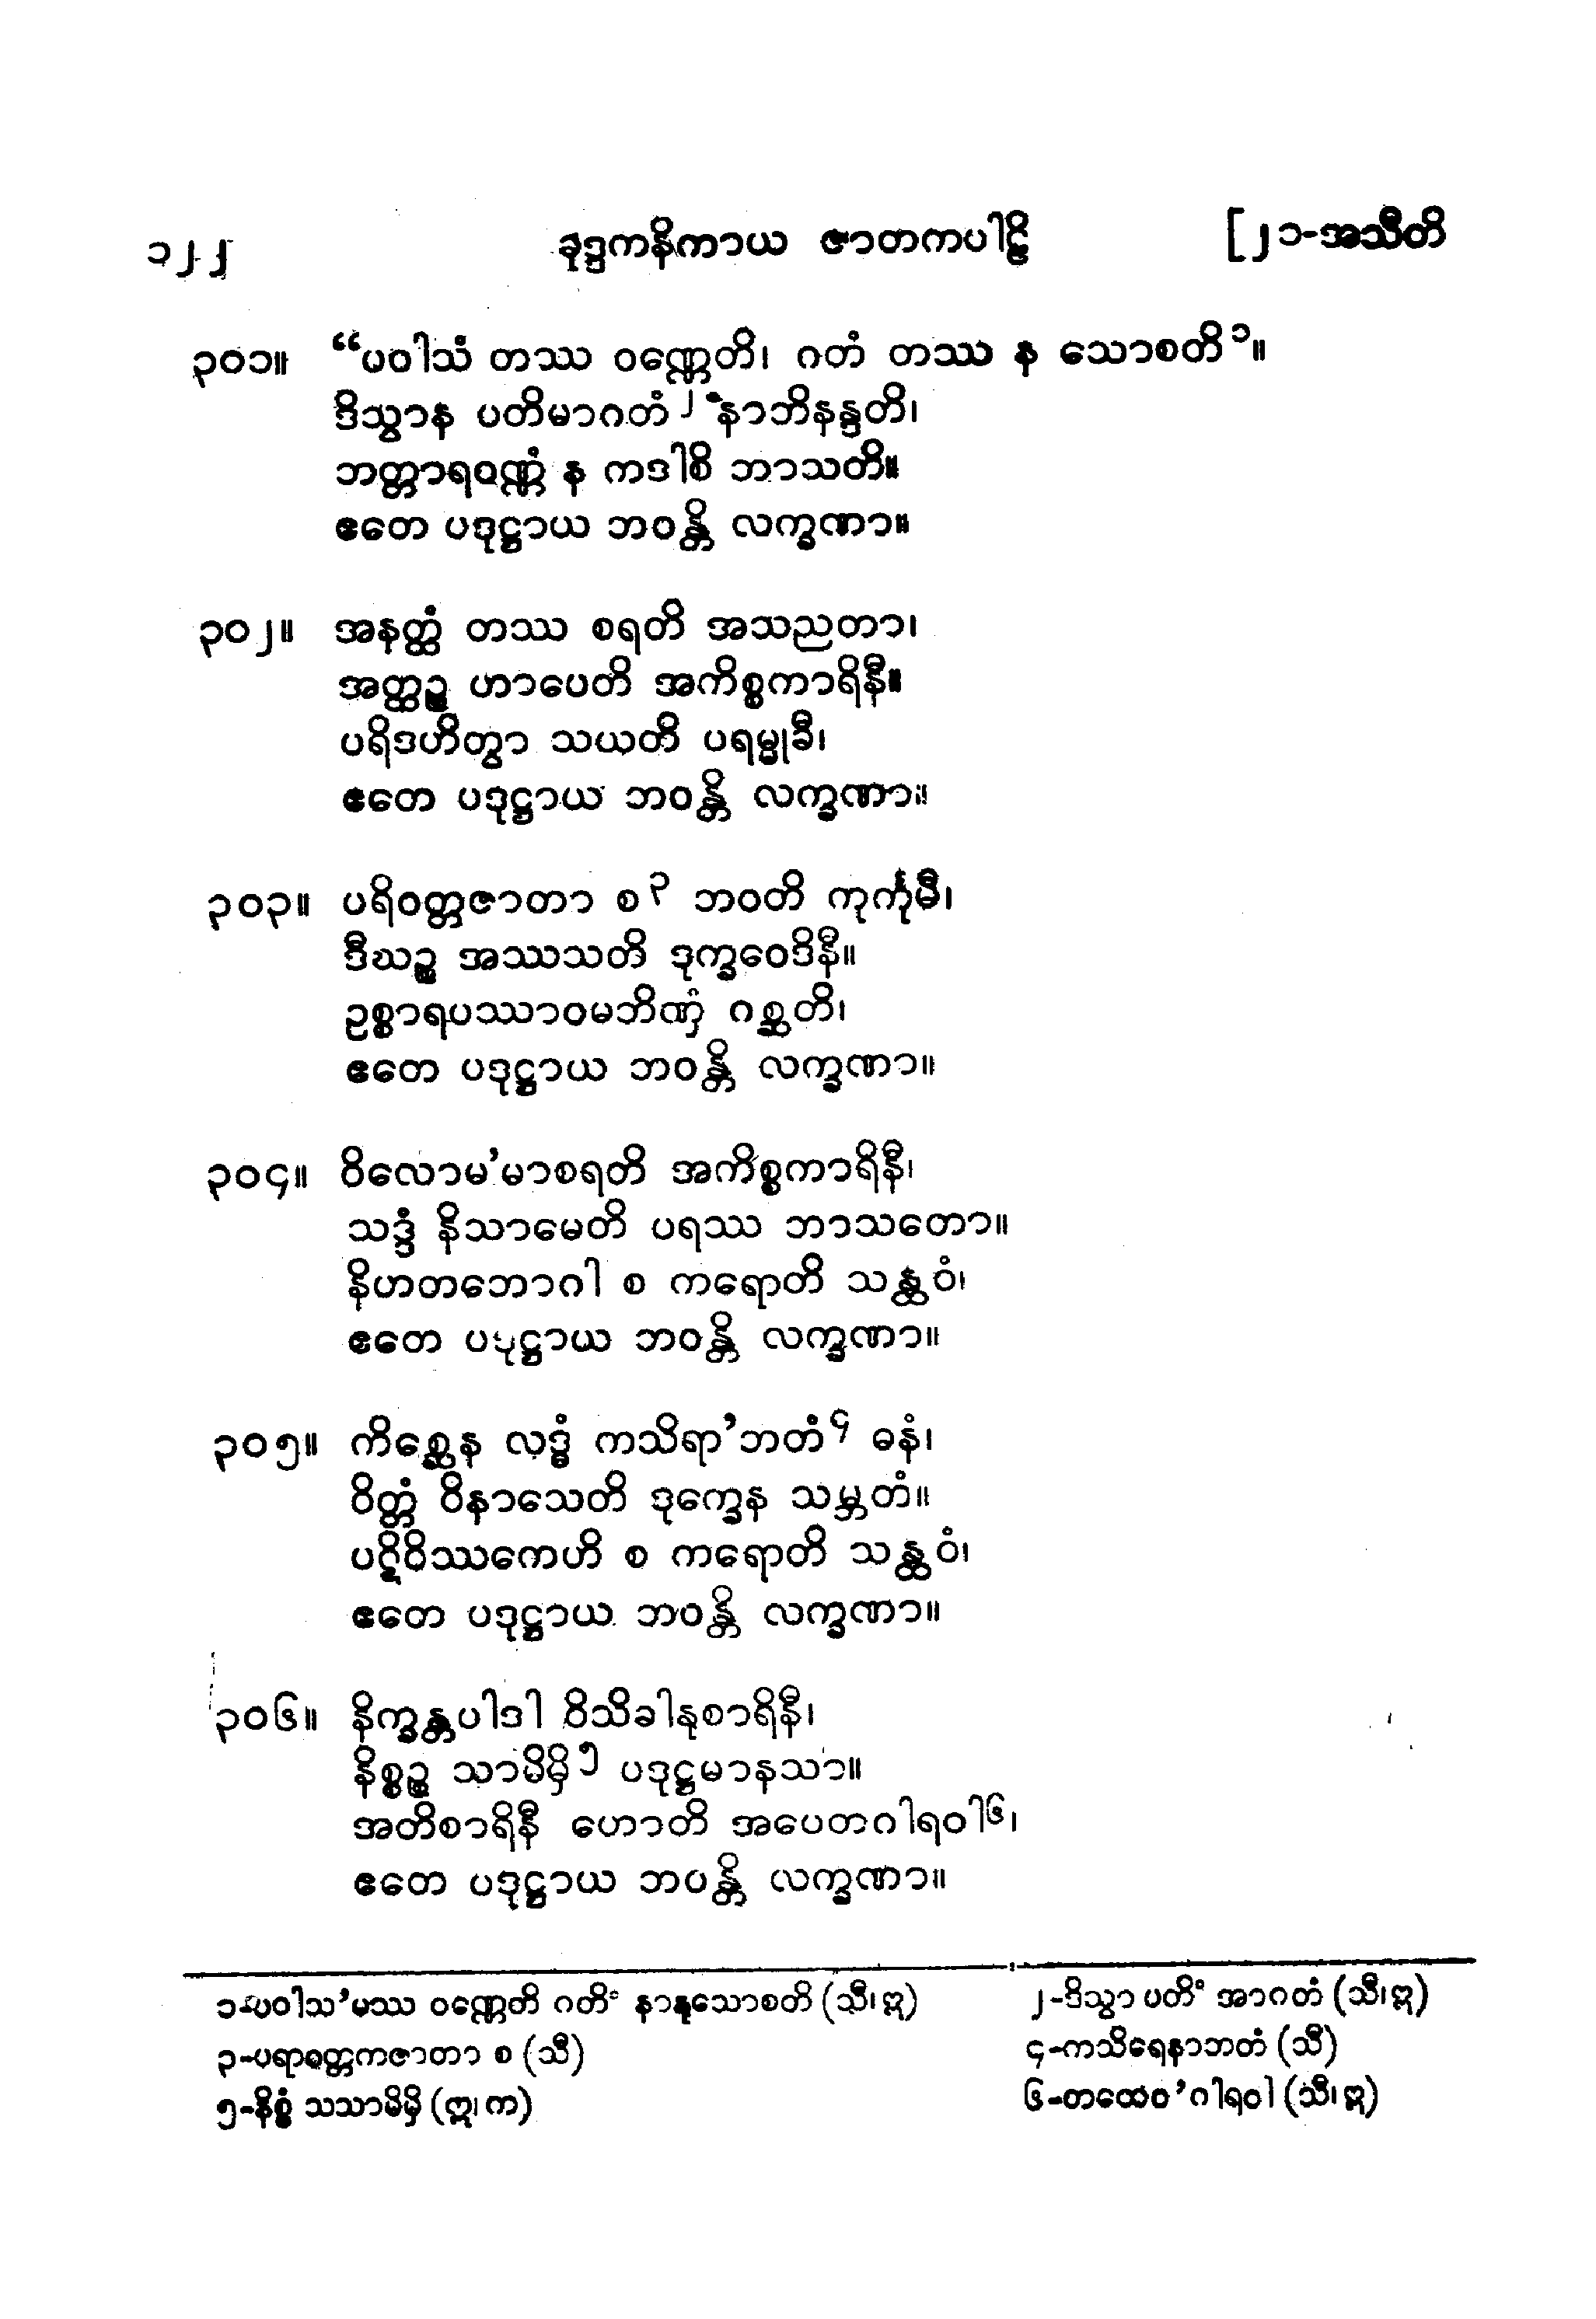 ၁၂၂ ခုဒ္ဒကနိကာယ ဇာတကပါဠိ [၂၁-အသီတိ
၃၀၁။ “ပဝါသံ တဿ ဝဏ္ဏေတိ၊ ဂတံ တဿ န သောစတိ၁။
ဒိသွာန ပတိမာဂတံ၂ နာဘိနန္ဒတိ၊
ဘတ္တာရဝဏ္ဏံ န ကဒါစိ ဘာသတိ။
ဧတေ ပဒုဋ္ဌာယ ဘဝန္တိ လက္ခဏာ။
၃၀၂။ အနတ္ထံ တဿ စရတိ အသညတာ၊
အတ္ထဉ္စ ဟာပေတိ အကိစ္စကာရိနီ။
ပရိဒဟိတွာ သယတိ ပရမ္မုခီ၊
ဧတေ ပဒုဋ္ဌာယ ဘဝန္တိ လက္ခဏာ။
၃၀၃။ ပရိဝတ္တဇာတာ စ၃ ဘဝတိ ကုင်္ကုမီ၊
ဒီဃဉ္စ အဿသတိ ဒုက္ခဝေဒိနီ။
ဥစ္စာရပဿာဝမဘိဏှံ ဂစ္ဆတိ၊
ဧတေ ပဒုဋ္ဌာယ ဘဝန္တိ လက္ခဏာ။
၃၀၄။ ဝိလောမ’မာစရတိ အကိစ္စကာရိနီ၊
သဒ္ဒံ နိသာမေတိ ပရဿ ဘာသတော။
နိဟတဘောဂါ စ ကရောတိ သန္ထဝံ၊
ဧတေ ပဒုဋ္ဌာယ ဘဝန္တိ လက္ခဏာ။
၃၀၅။ ကိစ္ဆေန လဒ္ဓံ ကသိရာ’ဘတံ၄ ဓနံ၊
ဝိတ္တံ ဝိနာသေတိ ဒုက္ခေန သမ္ဘတံ။
ပဋိဝိဿကေဟိ စ ကရောတိ သန္ထဝံ၊
ဧတေ ပဒုဋ္ဌာယ ဘဝန္တိ လက္ခဏာ။
၃၀၆။ နိက္ခန္တပါဒါ ဝိသိခါနုစာရိနီ၊
နိစ္စဉ္စ သာမိမှိ၅ ပဒုဋ္ဌမာနသာ။
အတိစာရိနီ ဟောတိ အပေတဂါရဝါ၆၊
ဧတေ ပဒုဋ္ဌာယ ဘဝန္တိ လက္ခဏာ။
၁-ပဝါသ’မဿ ဝဏ္ဏေတိ ဂတိံ နာနုသောစတိ (သီ၊ ဣ) ၂-ဒိသွာ ပတိံ အာဂတံ (သီ၊ ဣ)
၃-ပရာဝတ္တကဇာတာ စ (သီ) ၄-ကသိရေနာဘတံ (သီ)
၅-နိစ္စံ သသာမိမှိ (ဣ၊ က) ၆-တထေဝ’ဂါရဝါ (သီ၊ ဣ)